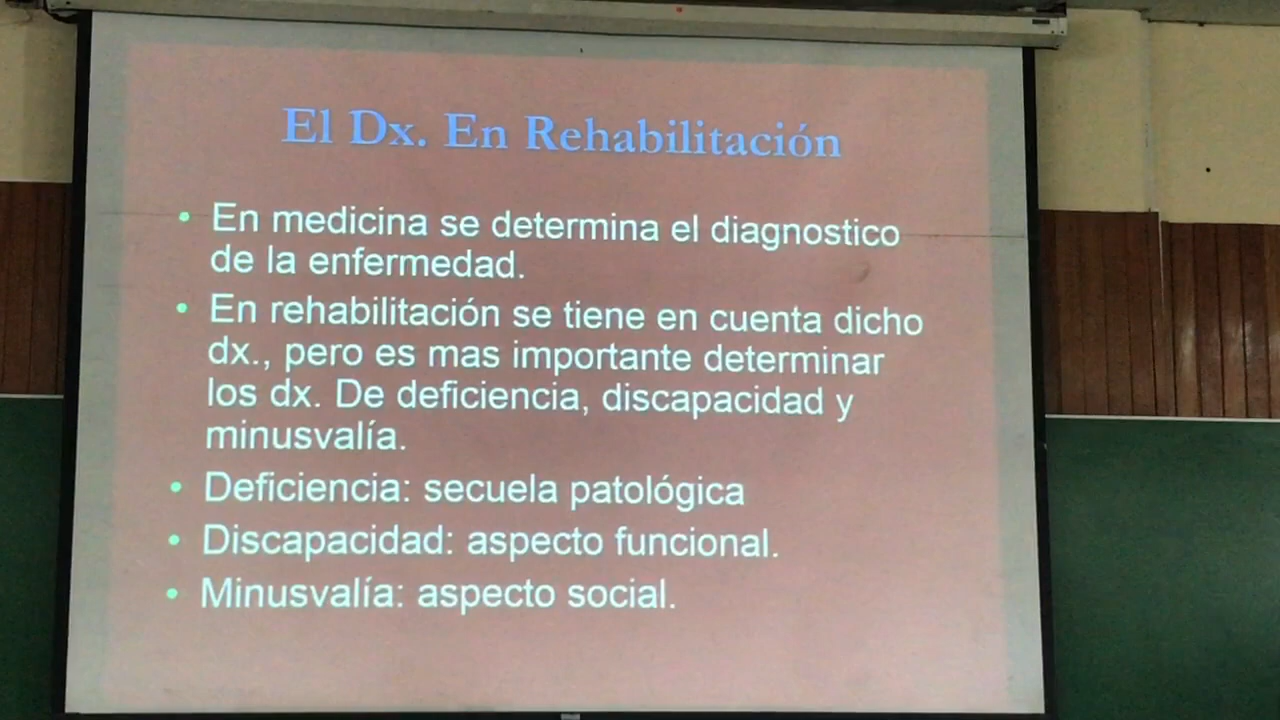 El Dx. En Rehabilitación
• En medicina se determina el diagnostico
de la enfermedad.
• En rehabilitación se tiene en cuenta dicho
dx., pero es mas importante determinar
los dx. De deficiencia, discapacidad y
minusvalía.
• Deficiencia: secuela patológica
• Discapacidad: aspecto funcional.
• Minusvalía: aspecto social.